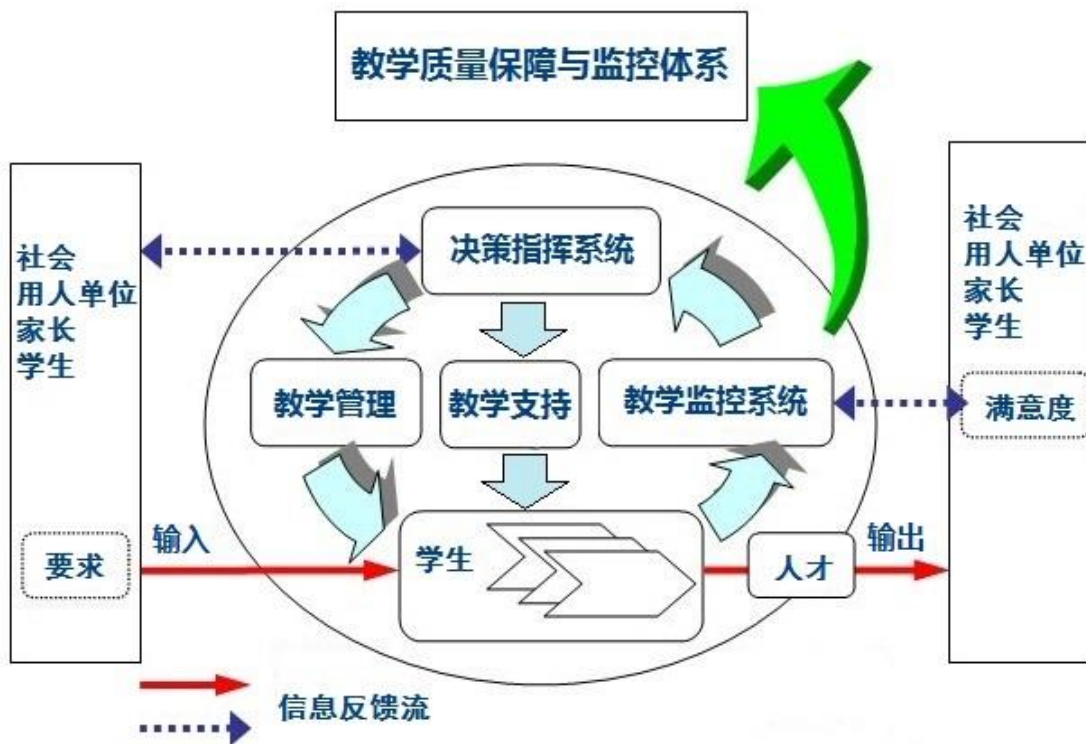 教学质量保障与监控体系
社会
用人单位
家长
学生
要求
输入
决策指挥系统
教学管理
教学支持
教学监控系统
学生
人才
输出
社会
用人单位
家长
学生
满意度
信息反馈流